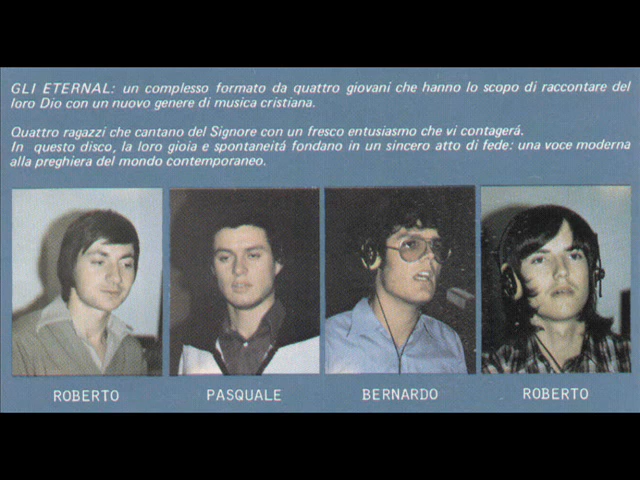 GLI ETERNAL: un complesso formato da quattro giovani che hanno lo scopo di raccontare del
loro Dio con un nuovo genere di musica cristiana.
Quattro ragazzi che cantano del Signore con un fresco entusiasmo che vi contagerá.
In questo disco, la loro gioia e spontaneitá fondano in un sincero atto di fede: una voce moderna
alla preghiera del mondo contemporaneo.
ROBERTO PASQUALE BERNARDO ROBERTO